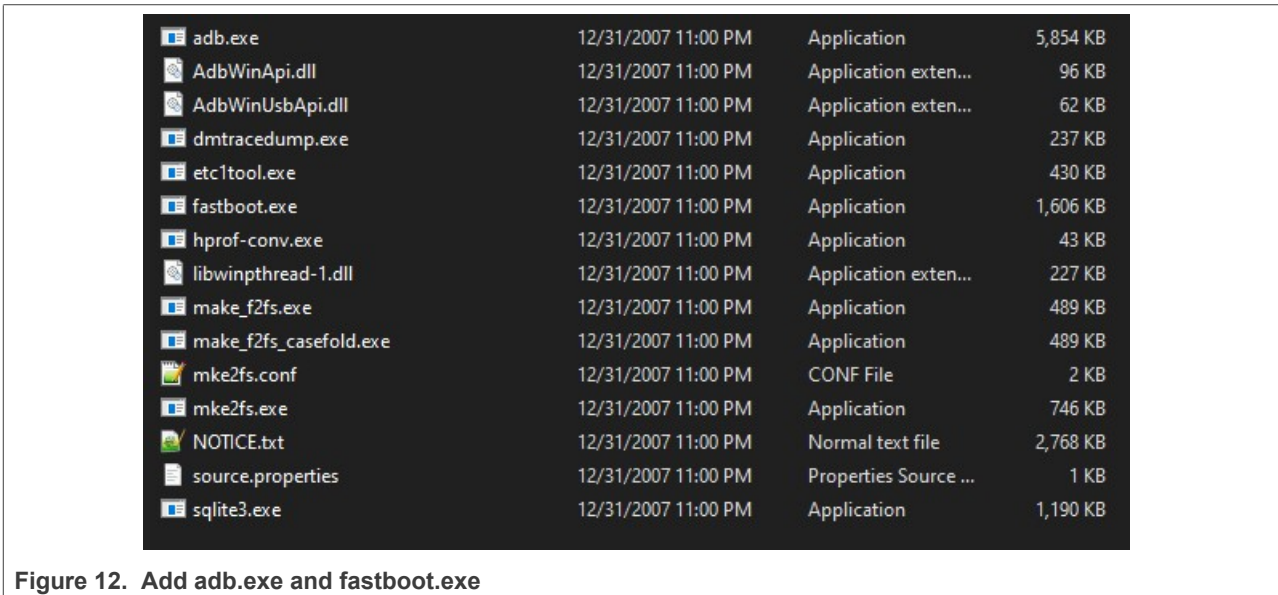 adb.exe 12/31/2007 11:00 PM Application 5,854 KB
AdbWinApi.dll 12/31/2007 11:00 PM Application exten... 96 KB
AdbWinUsbApi.dll 12/31/2007 11:00 PM Application exten... 62 KB
dmtracedump.exe 12/31/2007 11:00 PM Application 237 KB
etc1tool.exe 12/31/2007 11:00 PM Application 430 KB
fastboot.exe 12/31/2007 11:00 PM Application 1,606 KB
hprof-conv.exe 12/31/2007 11:00 PM Application 43 KB
libwinpthread-1.dll 12/31/2007 11:00 PM Application exten... 227 KB
make_f2fs.exe 12/31/2007 11:00 PM Application 489 KB
make_f2fs_casefold.exe 12/31/2007 11:00 PM Application 489 KB
mke2fs.conf 12/31/2007 11:00 PM CONF File 2 KB
mke2fs.exe 12/31/2007 11:00 PM Application 746 KB
NOTICE.txt 12/31/2007 11:00 PM Normal text file 2,768 KB
source.properties 12/31/2007 11:00 PM Properties Source ... 1 KB
sqlite3.exe 12/31/2007 11:00 PM Application 1,190 KB
Figure 12. Add adb.exe and fastboot.exe